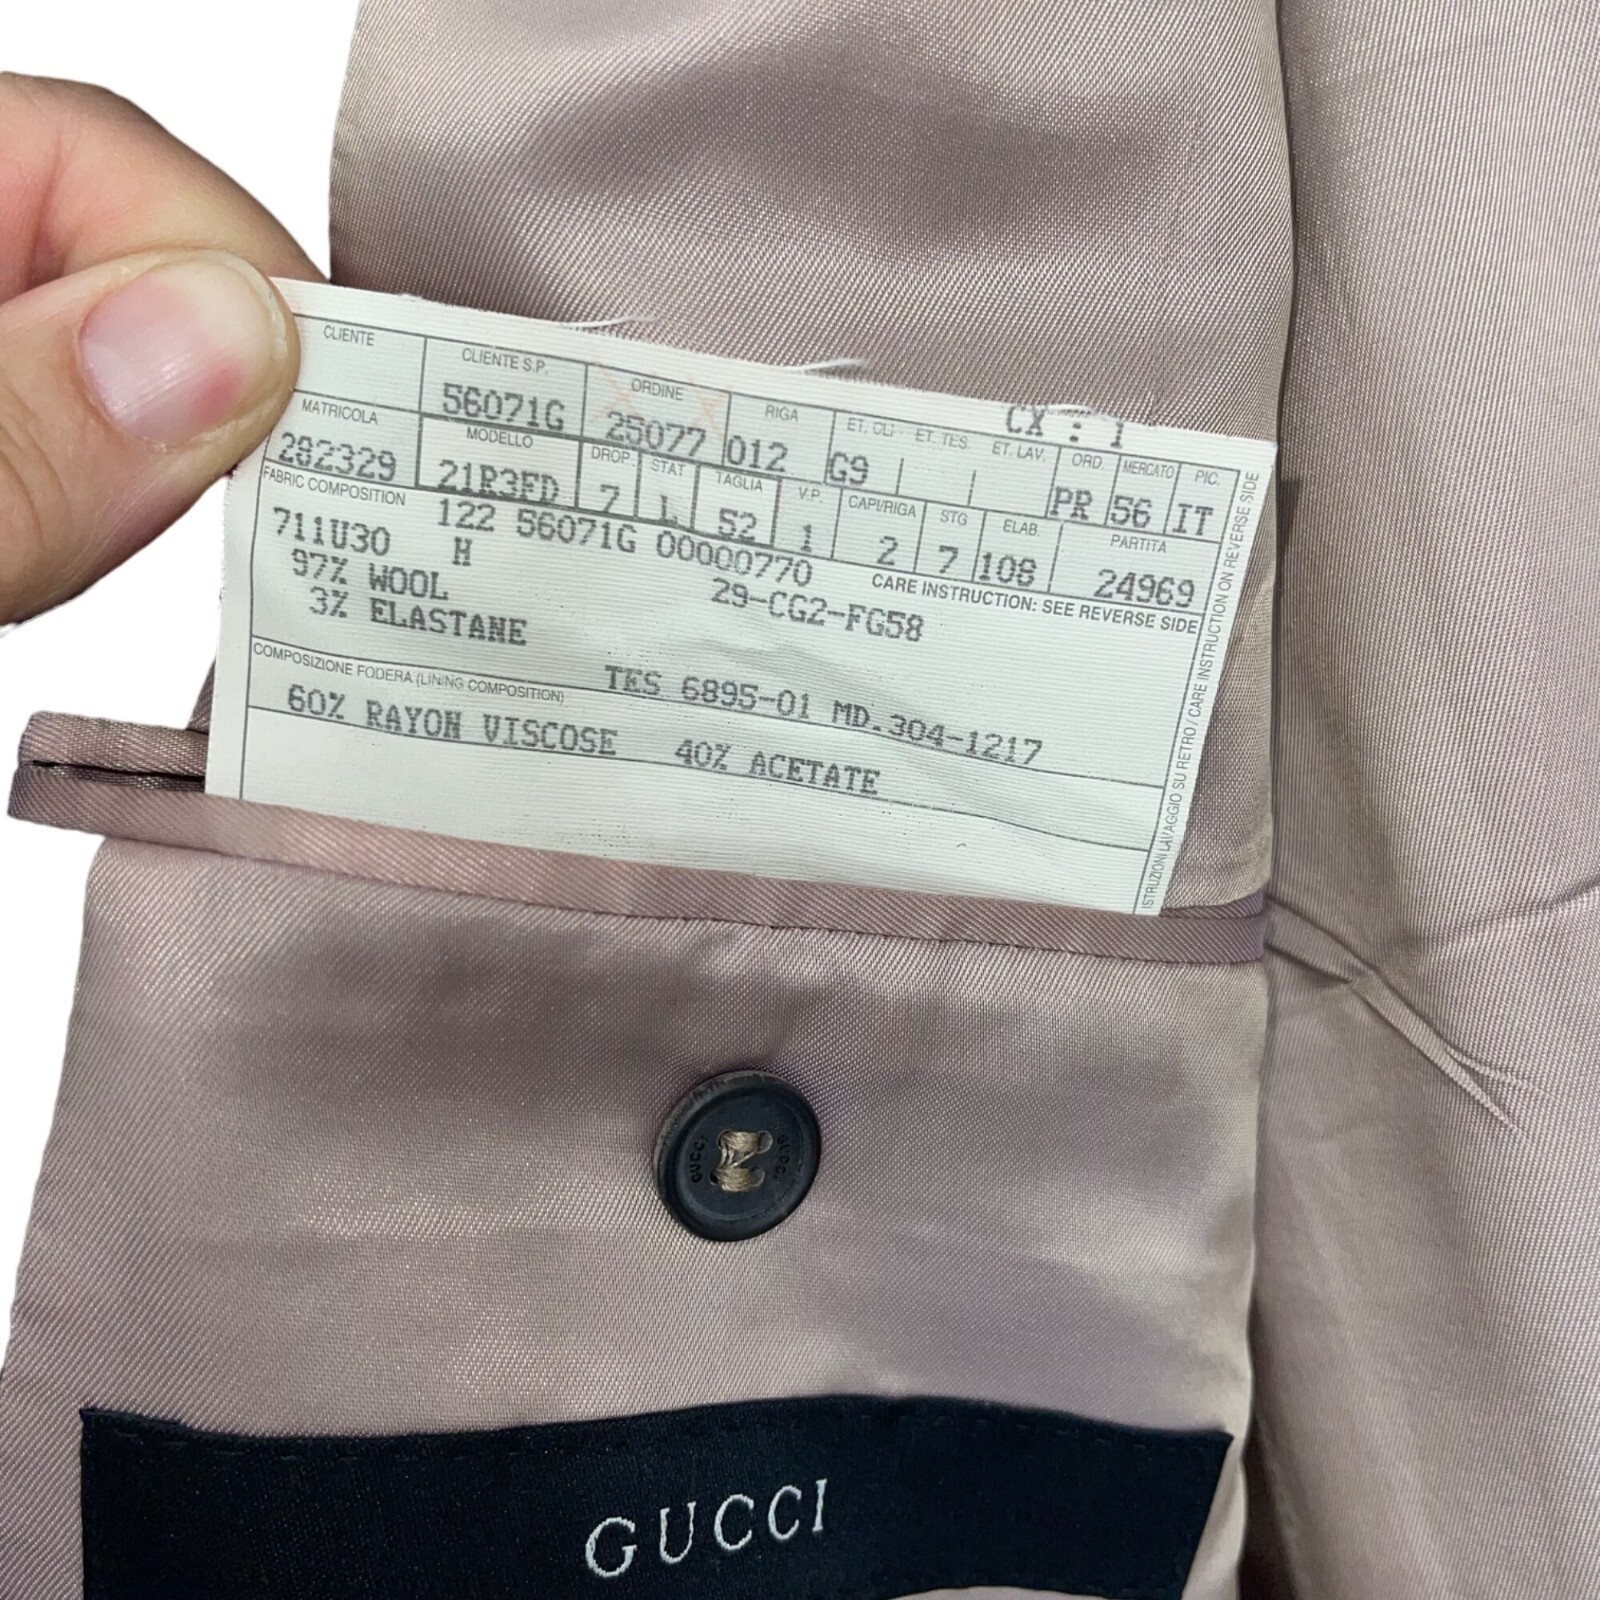 CX : 1
CLIENTE CLIENTE S.P. ORDINE RIGA ET. CLI. ET. TES. ET. LAV. ORD. MERCATO PIC.
56071G 25077 012 G9 PR 56 IT
MATRICOLA MODELLO DROP. STAT TAGLIA V.P. CAPI/RIGA STG ELAB. PARTITA
282329 21R3FD 7 L 52 1 2 7 108 24969
FABRIC COMPOSITION 122 56071G 00000770 CARE INSTRUCTION: SEE REVERSE SIDE
711U30 H 29-CG2-FG58
97% WOOL
3% ELASTANE
TES 6895-01 MD.304-1217
COMPOSIZIONE FODERA (LINING COMPOSITION)
60% RAYON VISCOSE 40% ACETATE
ISTRUZIONI LAVAGGIO SU RETRO / CARE INSTRUCTION ON REVERSE SIDE
GUCCI
GUCCI
GUCCI